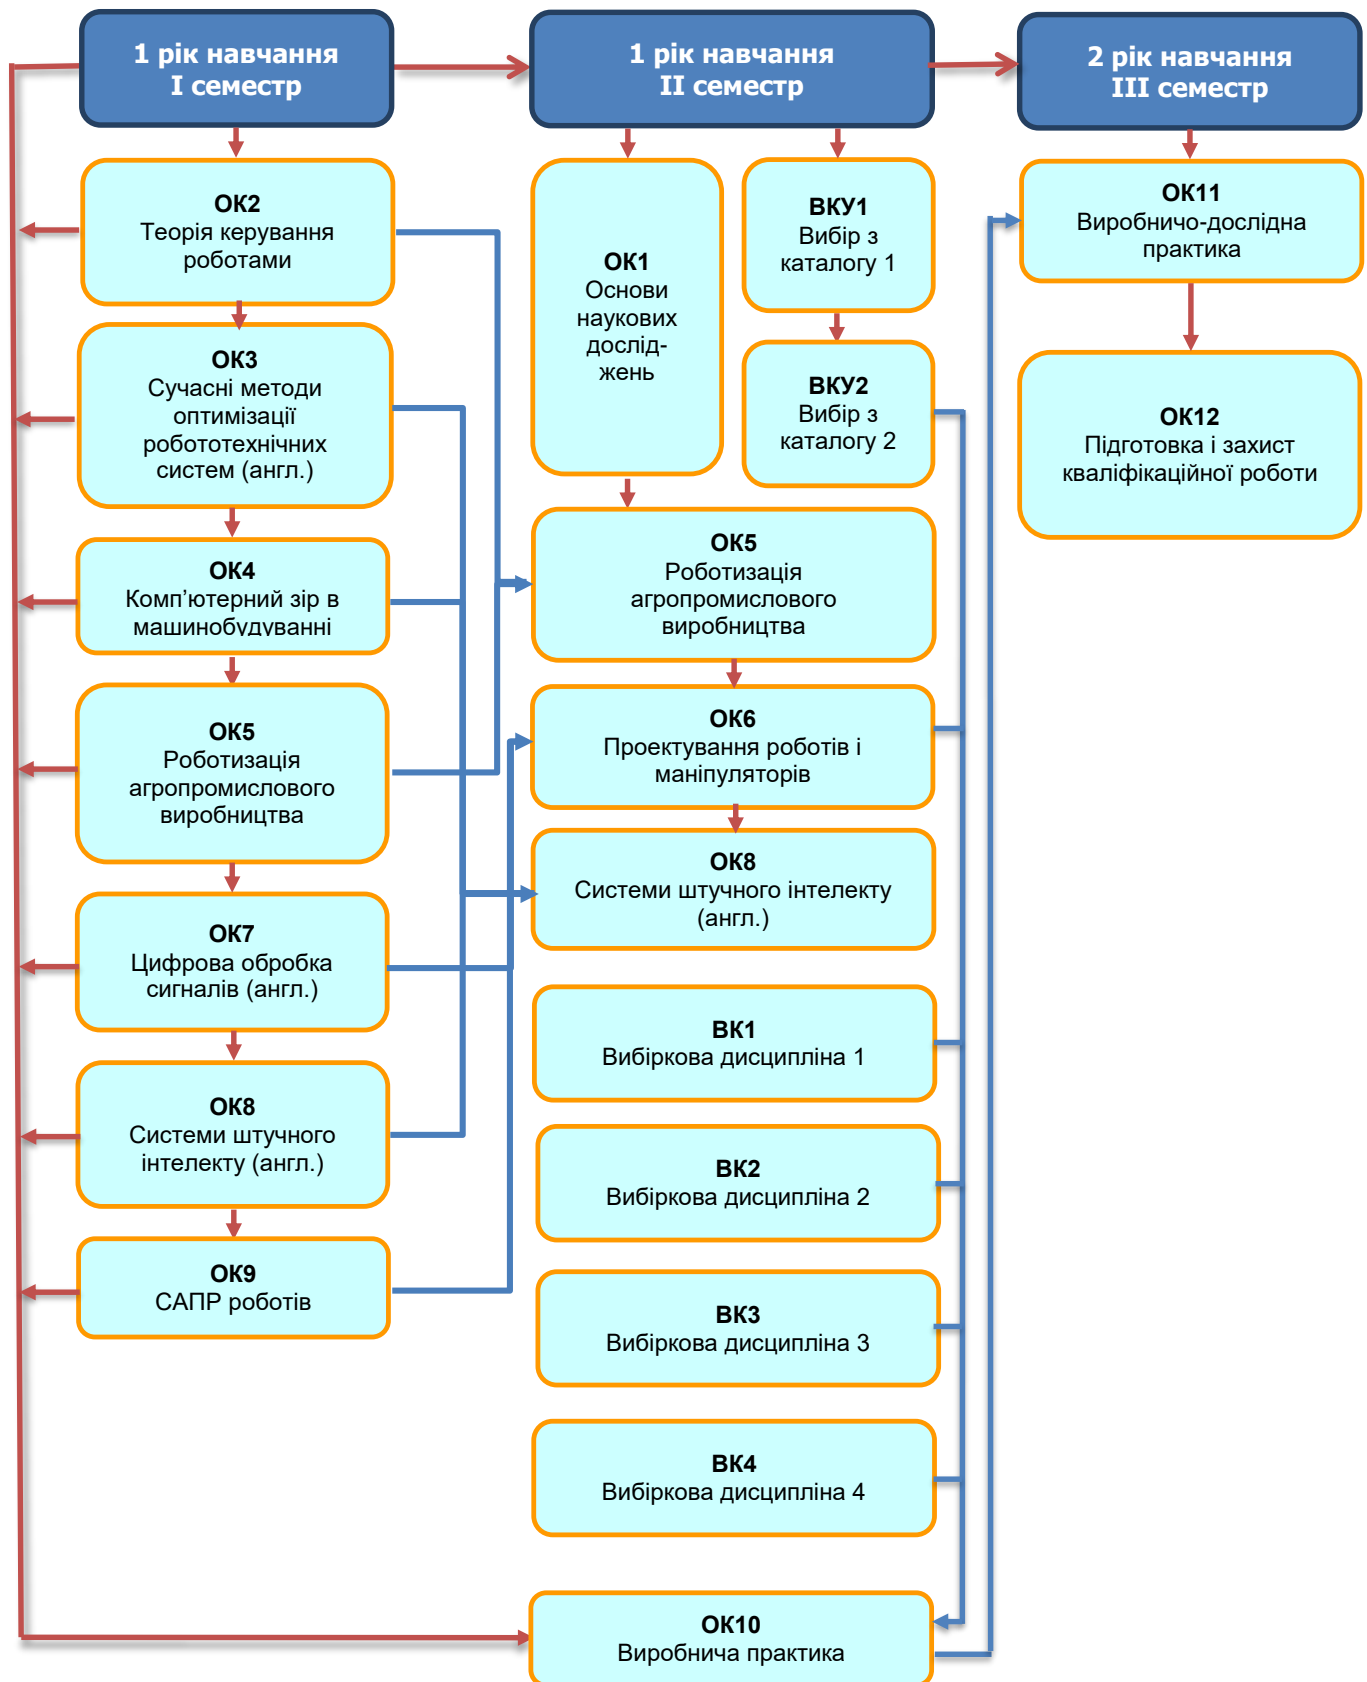 1 рік навчання
І семестр
1 рік навчання
ІІ семестр
2 рік навчання
ІІІ семестр
ОК2
Теорія керування
роботами
ОК3
Сучасні методи
оптимізації
робототехнічних
систем (англ.)
ОК4
Комп’ютерний зір в
машинобудуванні
ОК5
Роботизація
агропромислового
виробництва
ОК7
Цифрова обробка
сигналів (англ.)
ОК8
Системи штучного
інтелекту (англ.)
ОК9
САПР роботів
ОК1
Основи
наукових
дослід-
жень
ВКУ1
Вибір з
каталогу 1
ВКУ2
Вибір з
каталогу 2
ОК5
Роботизація
агропромислового
виробництва
ОК6
Проектування роботів і
маніпуляторів
ОК8
Системи штучного інтелекту
(англ.)
ВК1
Вибіркова дисципліна 1
ВК2
Вибіркова дисципліна 2
ВК3
Вибіркова дисципліна 3
ВК4
Вибіркова дисципліна 4
ОК10
Виробнича практика
ОК11
Виробничо-дослідна
практика
ОК12
Підготовка і захист
кваліфікаційної роботи